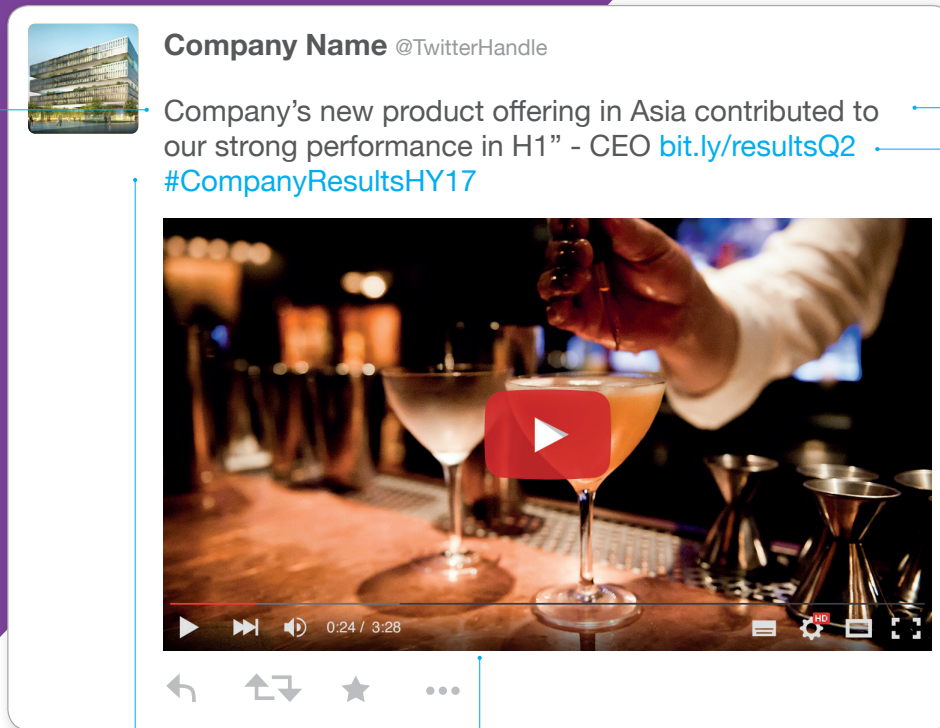 Company Name @TwitterHandle
Company’s new product offering in Asia contributed to
our strong performance in H1” - CEO bit.ly/resultsQ2
#CompanyResultsHY17
0:24 / 3:28
HD